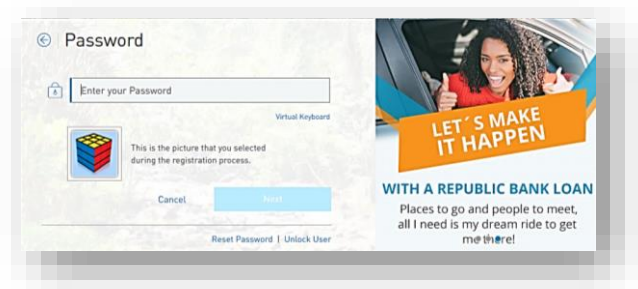 Password
Enter your Password
Virtual Keyboard
This is the picture that you selected
during the registration process.
Cancel
Next
Reset Password | Unlock User
LET´S MAKE
IT HAPPEN
WITH A REPUBLIC BANK LOAN
Places to go and people to meet,
all I need is my dream ride to get
me there!